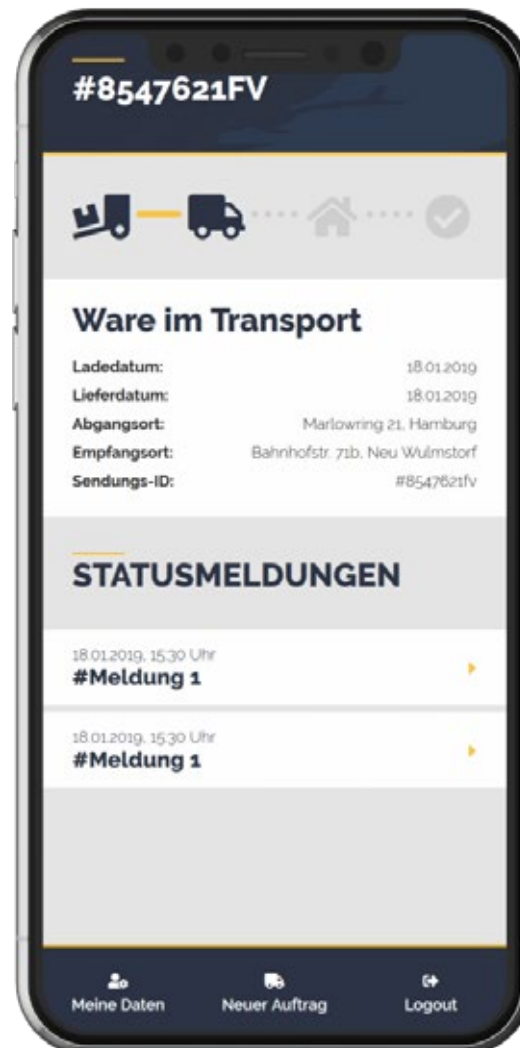 #8547621FV
Ware im Transport
Ladedatum: 18.01.2019
Lieferdatum: 18.01.2019
Abgangsort: Marlowring 21, Hamburg
Empfangsort: Bahnhofstr. 71b, Neu Wulmstorf
Sendungs-ID: #8547621fv
STATUSMELDUNGEN
18.01.2019, 15:30 Uhr
#Meldung 1
18.01.2019, 15:30 Uhr
#Meldung 1
Meine Daten Neuer Auftrag Logout